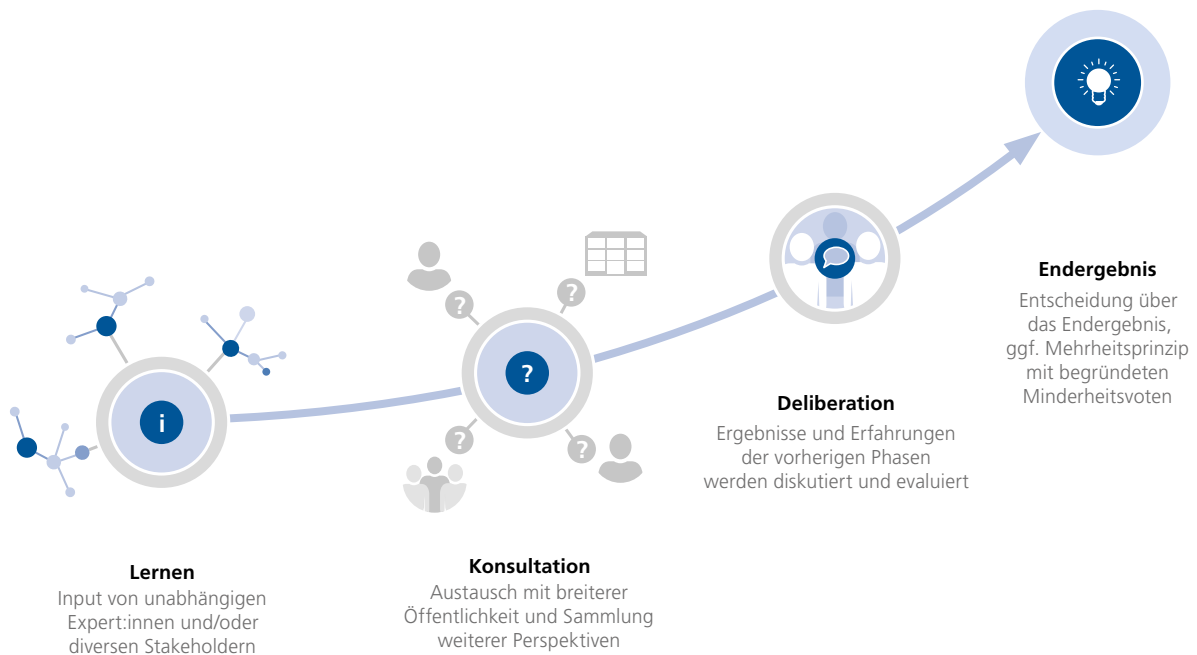 i
?
?
?
?
?
Lernen
Input von unabhängigen
Expert:innen und/oder
diversen Stakeholdern
Konsultation
Austausch mit breiterer
Öffentlichkeit und Sammlung
weiterer Perspektiven
Deliberation
Ergebnisse und Erfahrungen
der vorherigen Phasen
werden diskutiert und evaluiert
Endergebnis
Entscheidung über
das Endergebnis,
ggf. Mehrheitsprinzip
mit begründeten
Minderheitsvoten